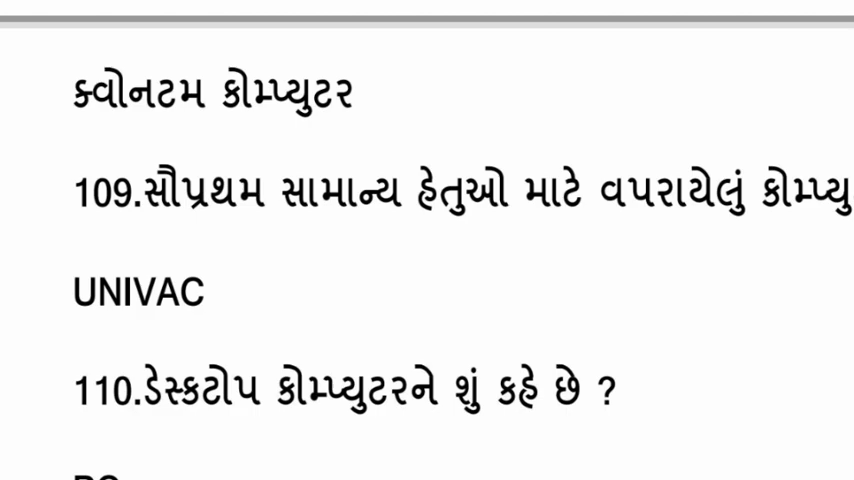 ક્વોનટમ કોમ્પ્યુટર
109.સૌપ્રથમ સામાન્ય હેતુઓ માટે વપરાયેલું
UNIVAC
110.ડેસ્કટોપ કોમ્પ્યુટરને શું કહે છે ?